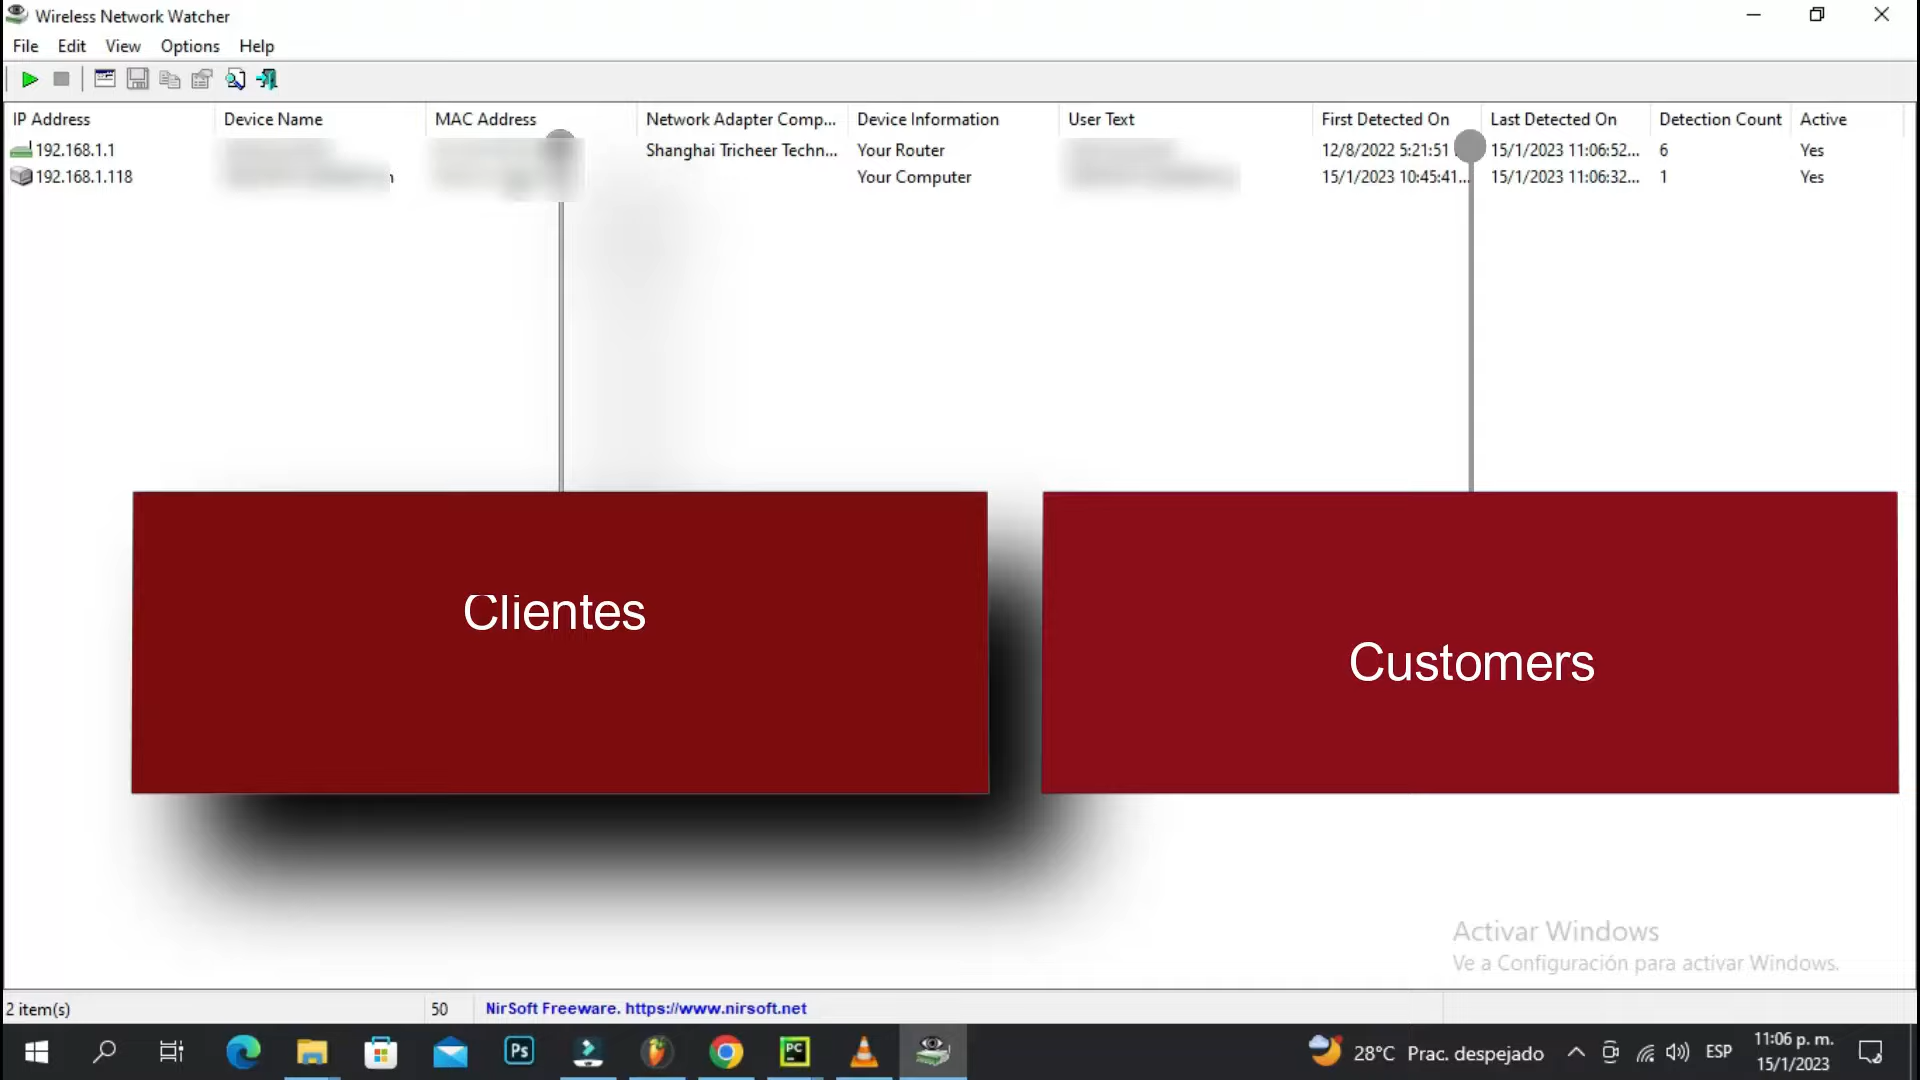 Wireless Network Watcher
File Edit View Options Help
IP Address Device Name MAC Address Network Adapter Comp... Device Information User Text First Detected On Last Detected On Detection Count Active
192.168.1.1 Shanghai Tricheer Techn... Your Router 12/8/2022 5:21:51 15/1/2023 11:06:52... 6 Yes
192.168.1.118 Your Computer 15/1/2023 10:45:41... 15/1/2023 11:06:32... 1 Yes
Clientes
Customers
Activar Windows
Ve a Configuración para activar Windows.
2 item(s) 50 NirSoft Freeware. https://www.nirsoft.net
Ps PC 28°C Prac. despejado ESP 11:06 p. m.
15/1/2023